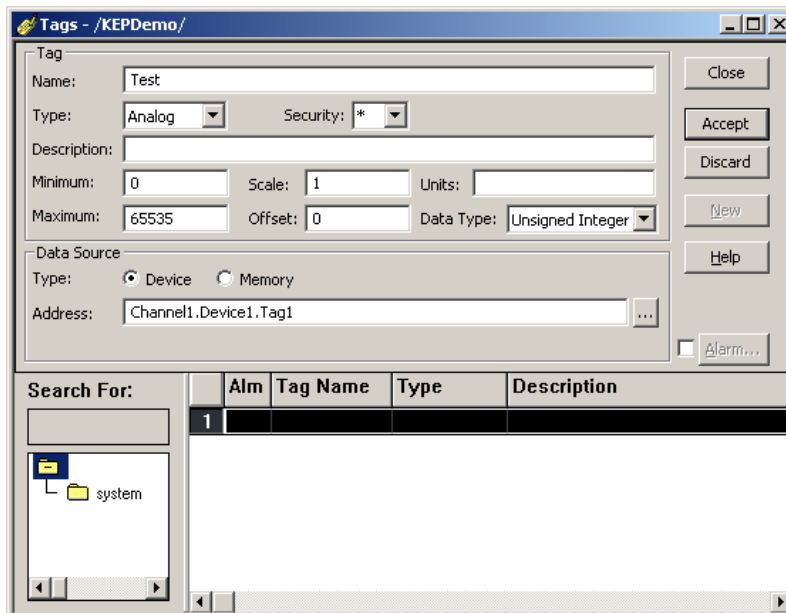 Tags - /KEPDemo/
Tag
Name: Test
Close
Type: Analog Security: *
Accept
Description:
Discard
Minimum: 0 Scale: 1 Units:
New
Maximum: 65535 Offset: 0 Data Type: Unsigned Integer
Data Source
Help
Type: Device Memory
Address: Channel1.Device1.Tag1 ...
Alarm...
Search For:
Alm Tag Name Type Description
1
system